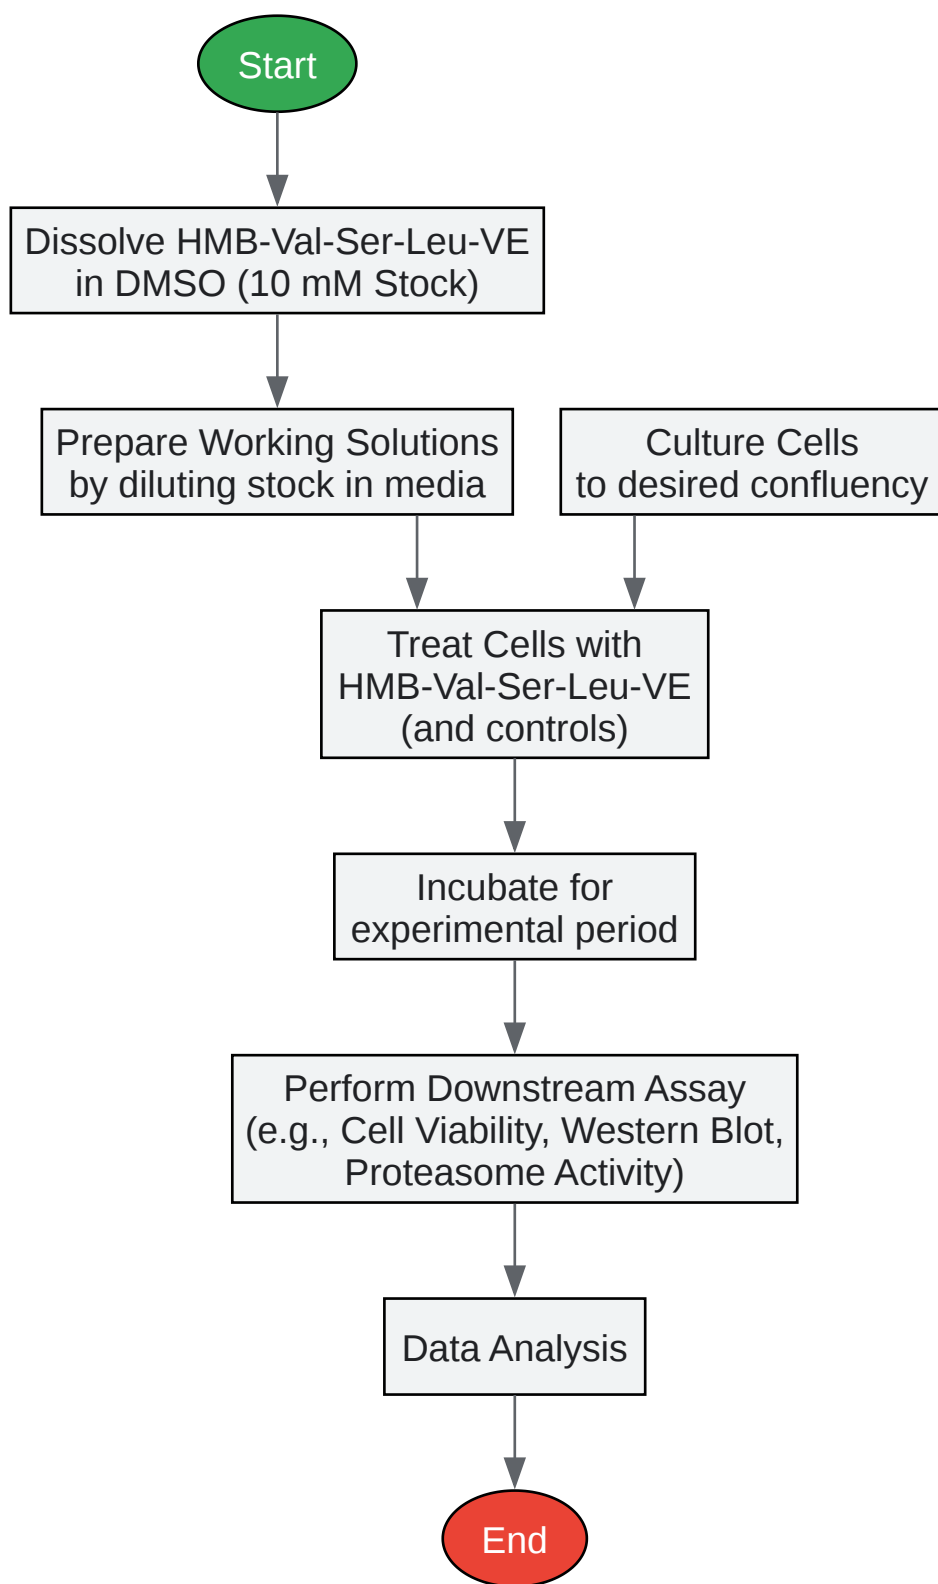 Start
Dissolve HMB-Val-Ser-Leu-VE
in DMSO (10 mM Stock)
Prepare Working Solutions
by diluting stock in media
Culture Cells
to desired confluency
Treat Cells with
HMB-Val-Ser-Leu-VE
(and controls)
Incubate for
experimental period
Perform Downstream Assay
(e.g., Cell Viability, Western Blot,
Proteasome Activity)
Data Analysis
End